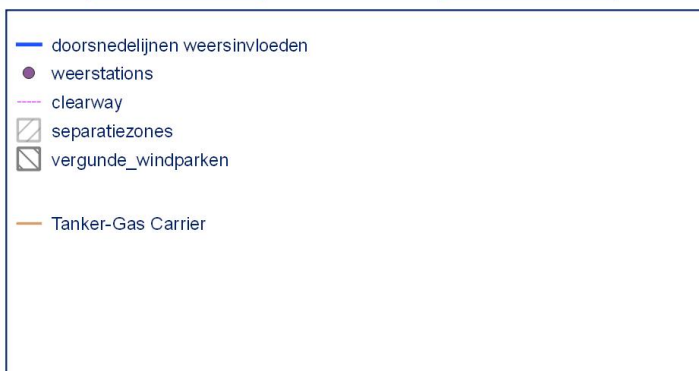 doorsnedelijnen weersinvloeden
weerstations
clearway
separatiezones
vergunde_windparken
Tanker-Gas Carrier